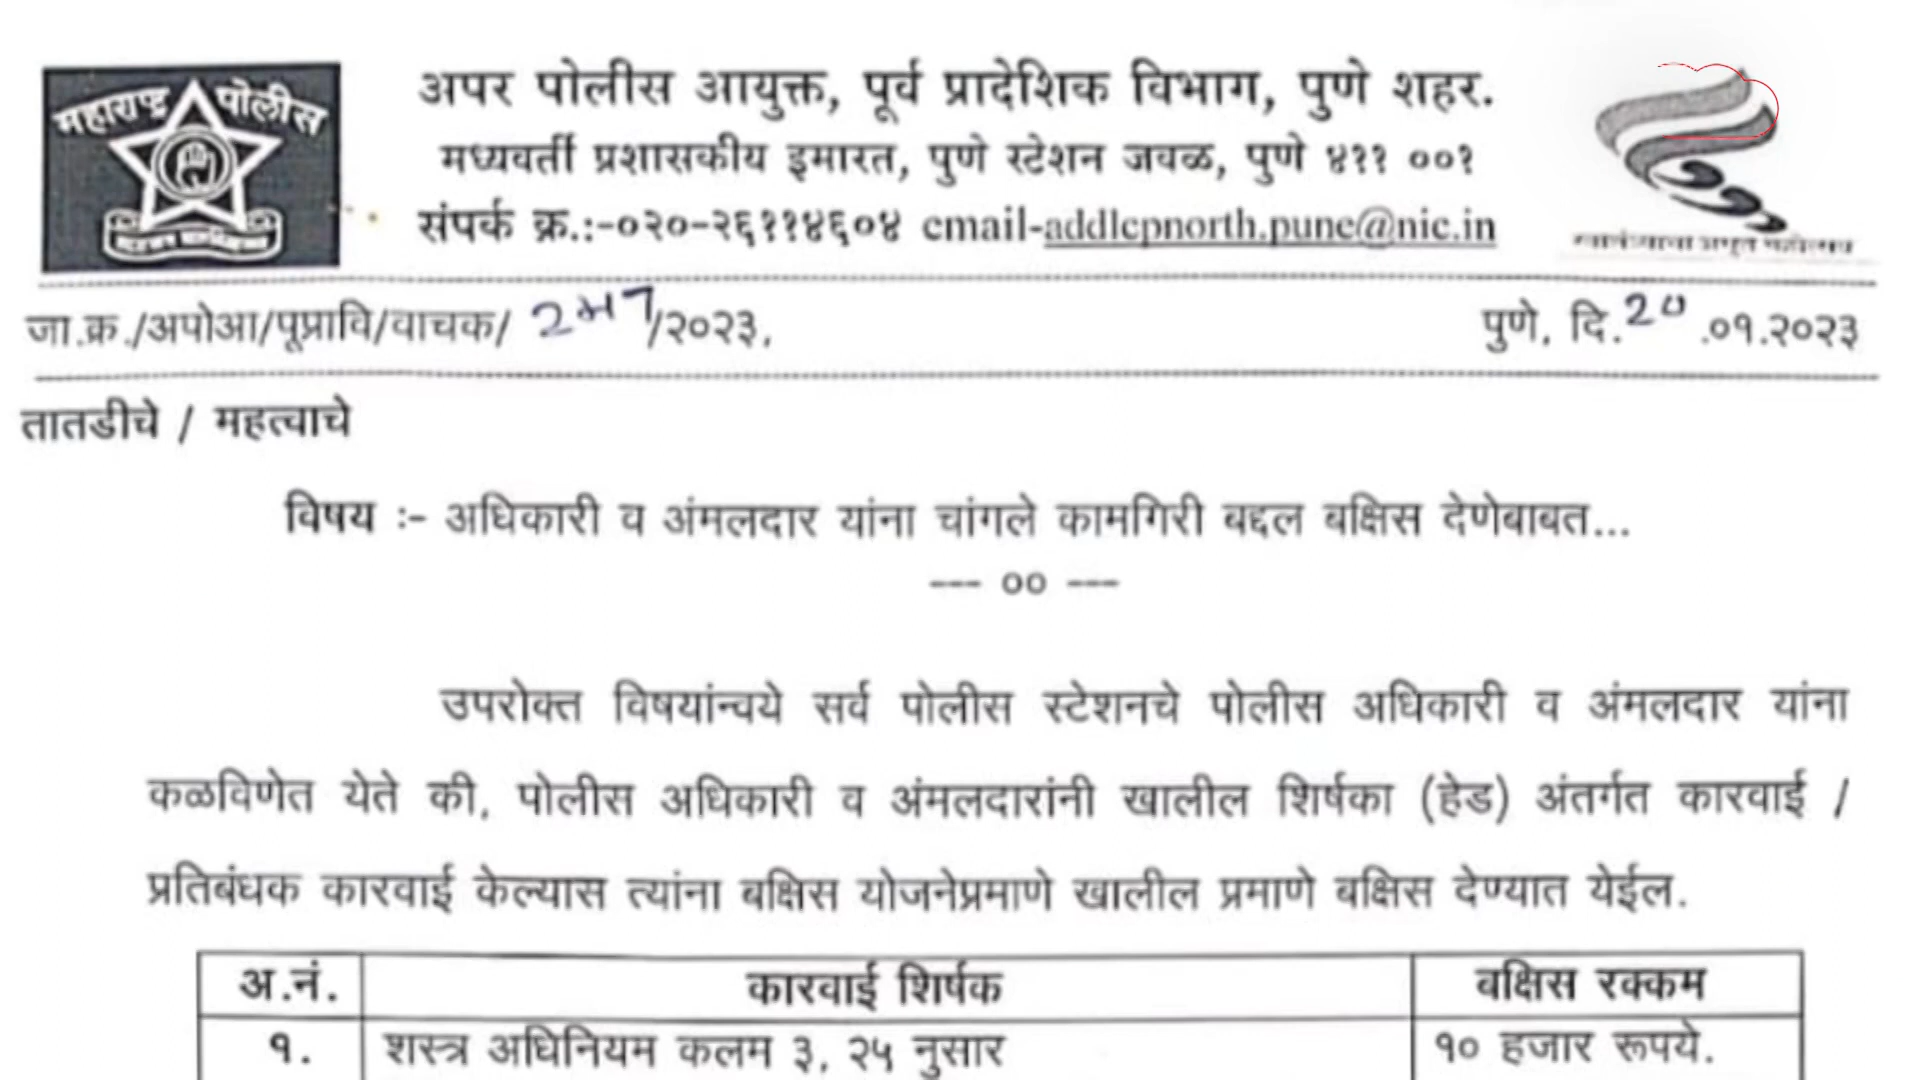 महाराष्ट्र पोलीस
अपर पोलीस आयुक्त, पूर्व प्रादेशिक विभाग, पुणे शहर.
मध्यवर्ती प्रशासकीय इमारत, पुणे स्टेशन जवळ, पुणे ४११ ००१
संपर्क क्र.:-०२०-२६११४६०४ email-addlcpnorth.pune@nic.in
स्वातंत्र्याचा अमृत महोत्सव
जा.क्र./अपोआ/पूप्रावि/वाचक/ /२०२३,
पुणे, दि.20.०१.२०२३
तातडीचे / महत्वाचे
विषय :- अधिकारी व अंमलदार यांना चांगले कामगिरी बद्दल बक्षिस देणेबाबत...
--- ०० ---
उपरोक्त विषयांन्वये सर्व पोलीस स्टेशनचे पोलीस अधिकारी व अंमलदार यांना
कळविणेत येते की, पोलीस अधिकारी व अंमलदारांनी खालील शिर्षका (हेड) अंतर्गत कारवाई /
प्रतिबंधक कारवाई केल्यास त्यांना बक्षिस योजनेप्रमाणे खालील प्रमाणे बक्षिस देण्यात येईल.
अ.नं. कारवाई शिर्षक बक्षिस रक्कम
१. शस्त्र अधिनियम कलम ३, २५ नुसार १० हजार रूपये.